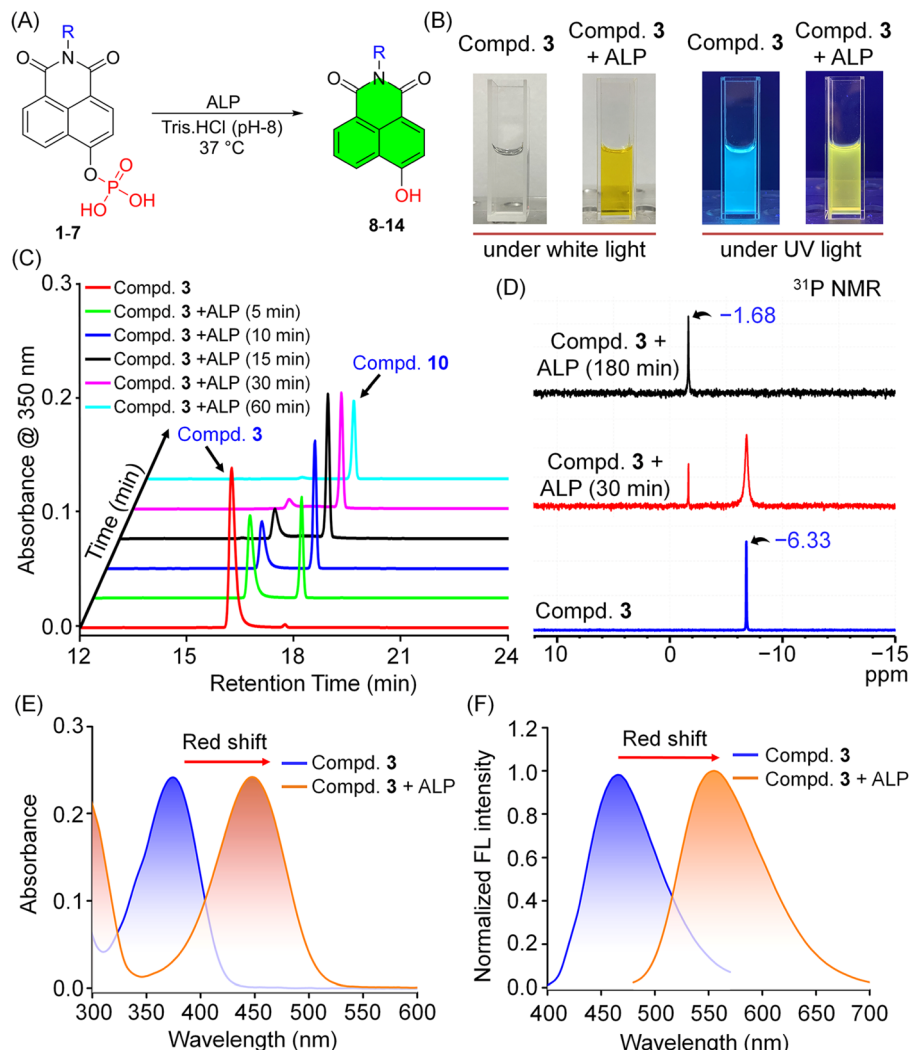 (A)
R
O
N
O
O
O
P
HO
OH
1-7
ALP
Tris.HCl (pH-8)
37 °C
R
O
N
O
OH
8-14
(B)
Compd. 3
Compd. 3
+ ALP
Compd. 3
Compd. 3
+ ALP
under white light
under UV light
(C)
Absorbance @ 350 nm
0.3
0.2
0.1
0.0
Compd. 3
Compd. 3 +ALP (5 min)
Compd. 3 +ALP (10 min)
Compd. 3 +ALP (15 min)
Compd. 3 +ALP (30 min)
Compd. 3 +ALP (60 min)
Compd. 10
Compd. 3
Time (min)
12 15 18 21 24
Retention Time (min)
(D)
31P NMR
−1.68
Compd. 3 +
ALP (180 min)
Compd. 3 +
ALP (30 min)
−6.33
Compd. 3
10 0 −10 −15
ppm
(E)
Absorbance
0.3
0.2
0.1
0.0
Red shift
Compd. 3
Compd. 3 + ALP
300 350 400 450 500 550 600
Wavelength (nm)
(F)
Normalized FL intensity
1.2
1.0
0.8
0.6
0.4
0.2
0.0
Red shift
Compd. 3
Compd. 3 + ALP
400 450 500 550 600 650 700
Wavelength (nm)